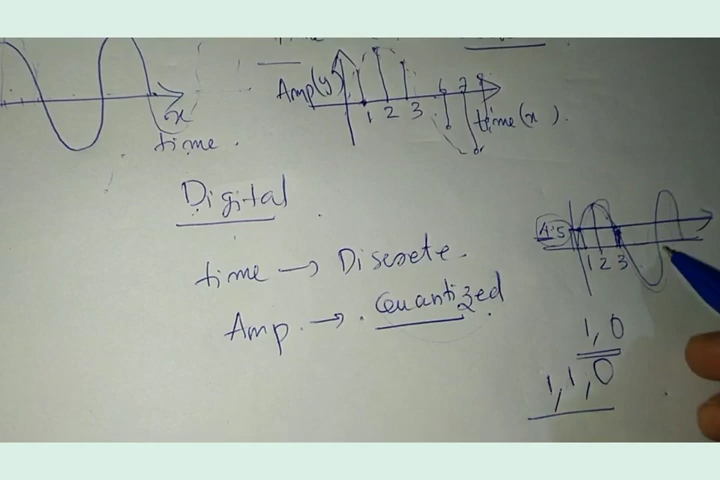 Amp(y)
1 2 3 6 7 8
time(x).
x
time.
Digital
time → Discrete.
Amp. → Quantized.
A:5
1 2 3
1,0
1,1,0